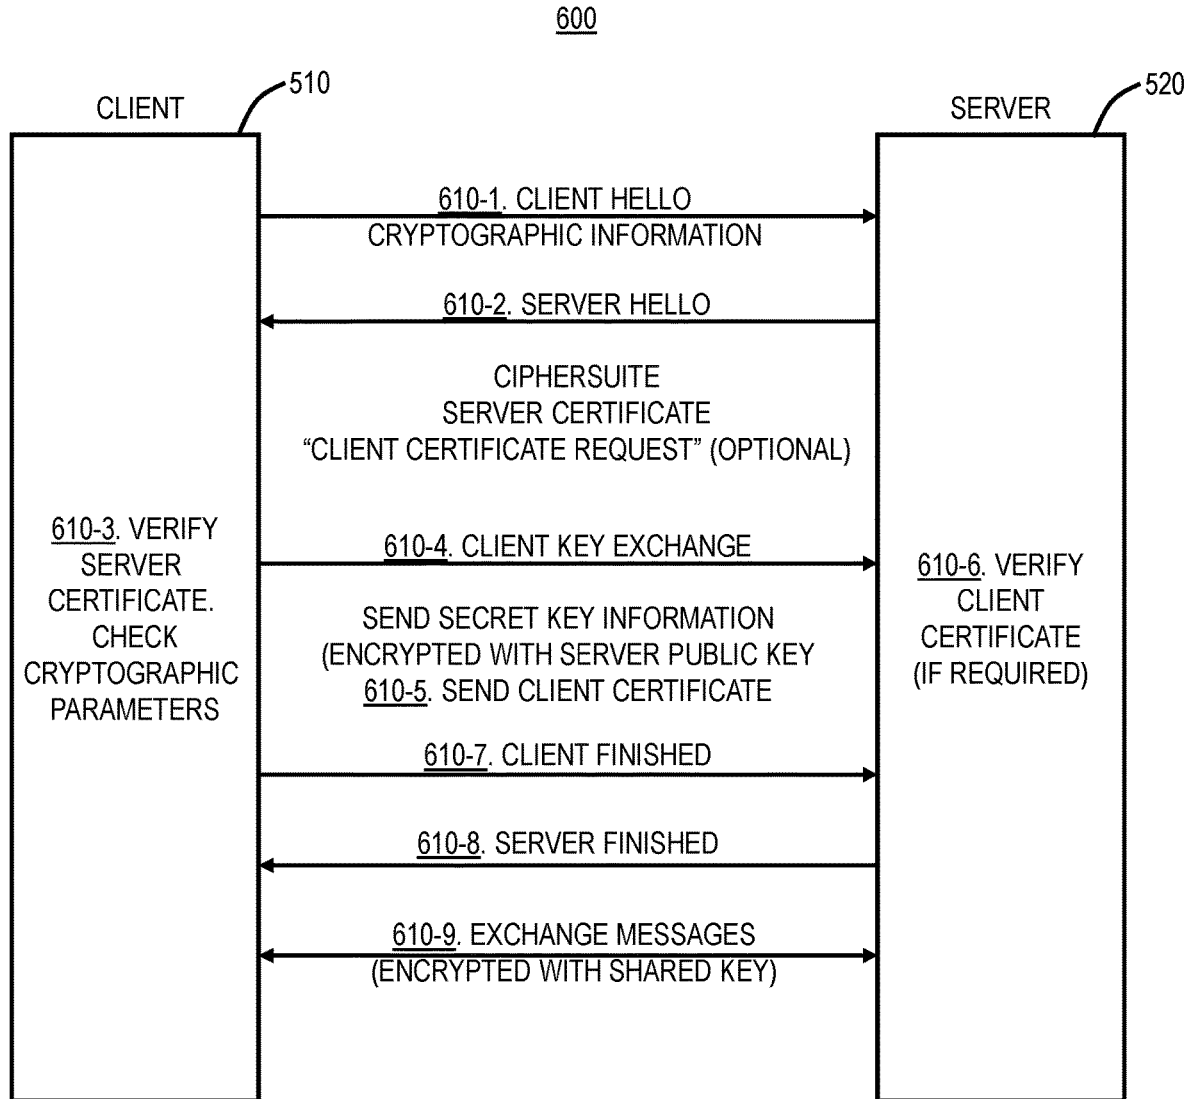 600
510
520
CLIENT
SERVER
610-1. CLIENT HELLO
CRYPTOGRAPHIC INFORMATION
610-2. SERVER HELLO
CIPHERSUITE
SERVER CERTIFICATE
“CLIENT CERTIFICATE REQUEST” (OPTIONAL)
610-3. VERIFY
SERVER
CERTIFICATE.
CHECK
CRYPTOGRAPHIC
PARAMETERS
610-4. CLIENT KEY EXCHANGE
SEND SECRET KEY INFORMATION
(ENCRYPTED WITH SERVER PUBLIC KEY
610-5. SEND CLIENT CERTIFICATE
610-6. VERIFY
CLIENT
CERTIFICATE
(IF REQUIRED)
610-7. CLIENT FINISHED
610-8. SERVER FINISHED
610-9. EXCHANGE MESSAGES
(ENCRYPTED WITH SHARED KEY)